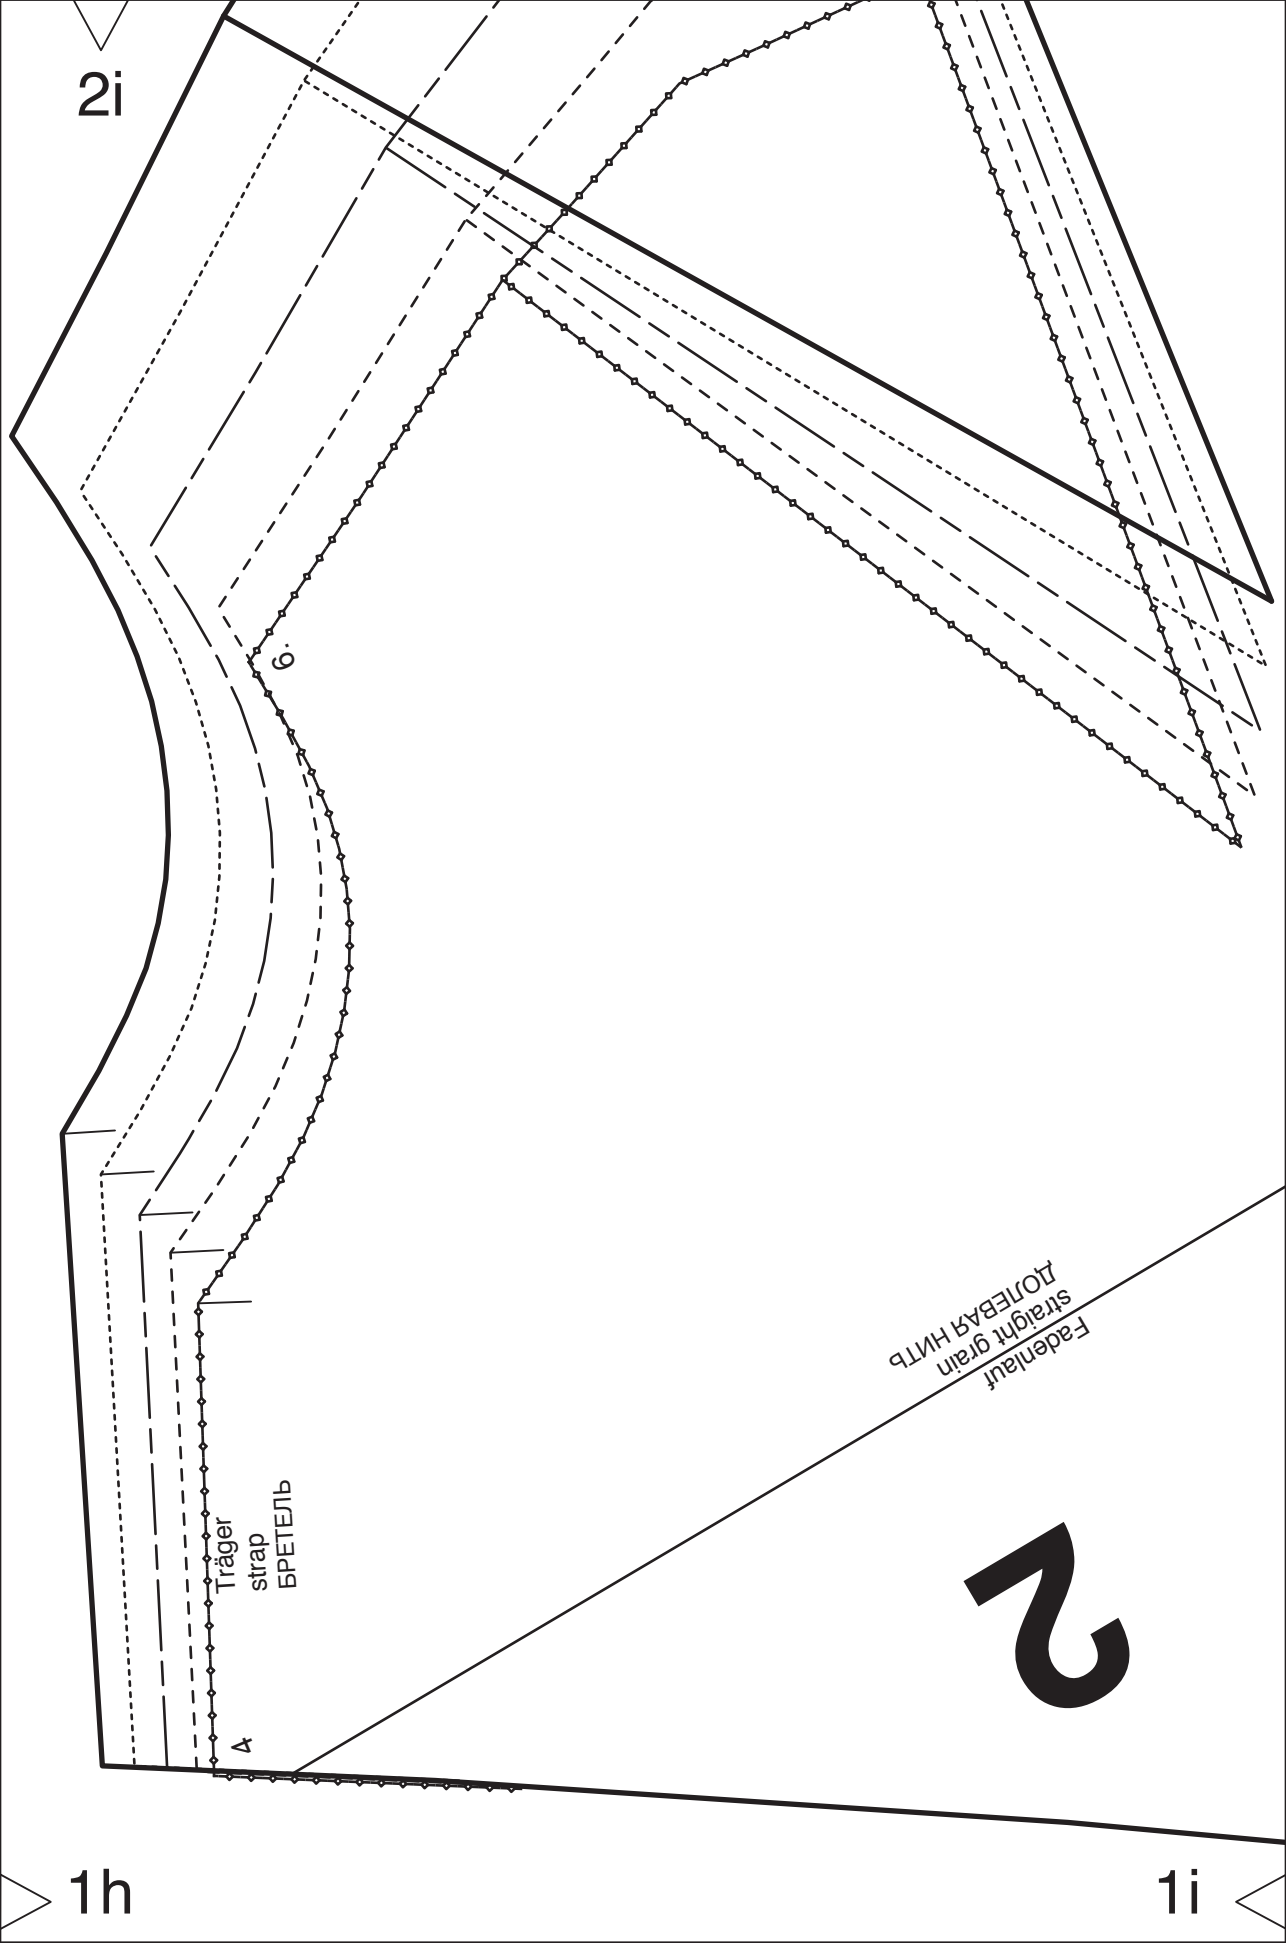 2i
6.
Fadenlauf
straight grain
ДОЛЕВАЯ НИТЬ
Träger
strap
БРЕТЕЛЬ
2
4
1h
1i